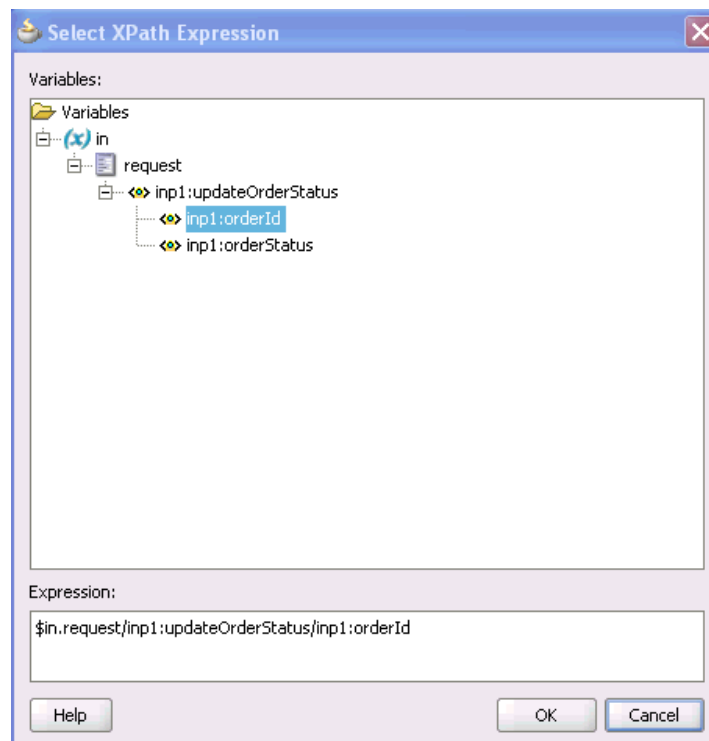 Select XPath Expression
Variables:
Variables
(x) in
request
<o> inp1:updateOrderStatus
<o> inp1:orderId
<o> inp1:orderStatus
Expression:
$in.request/inp1:updateOrderStatus/inp1:orderId
Help OK Cancel